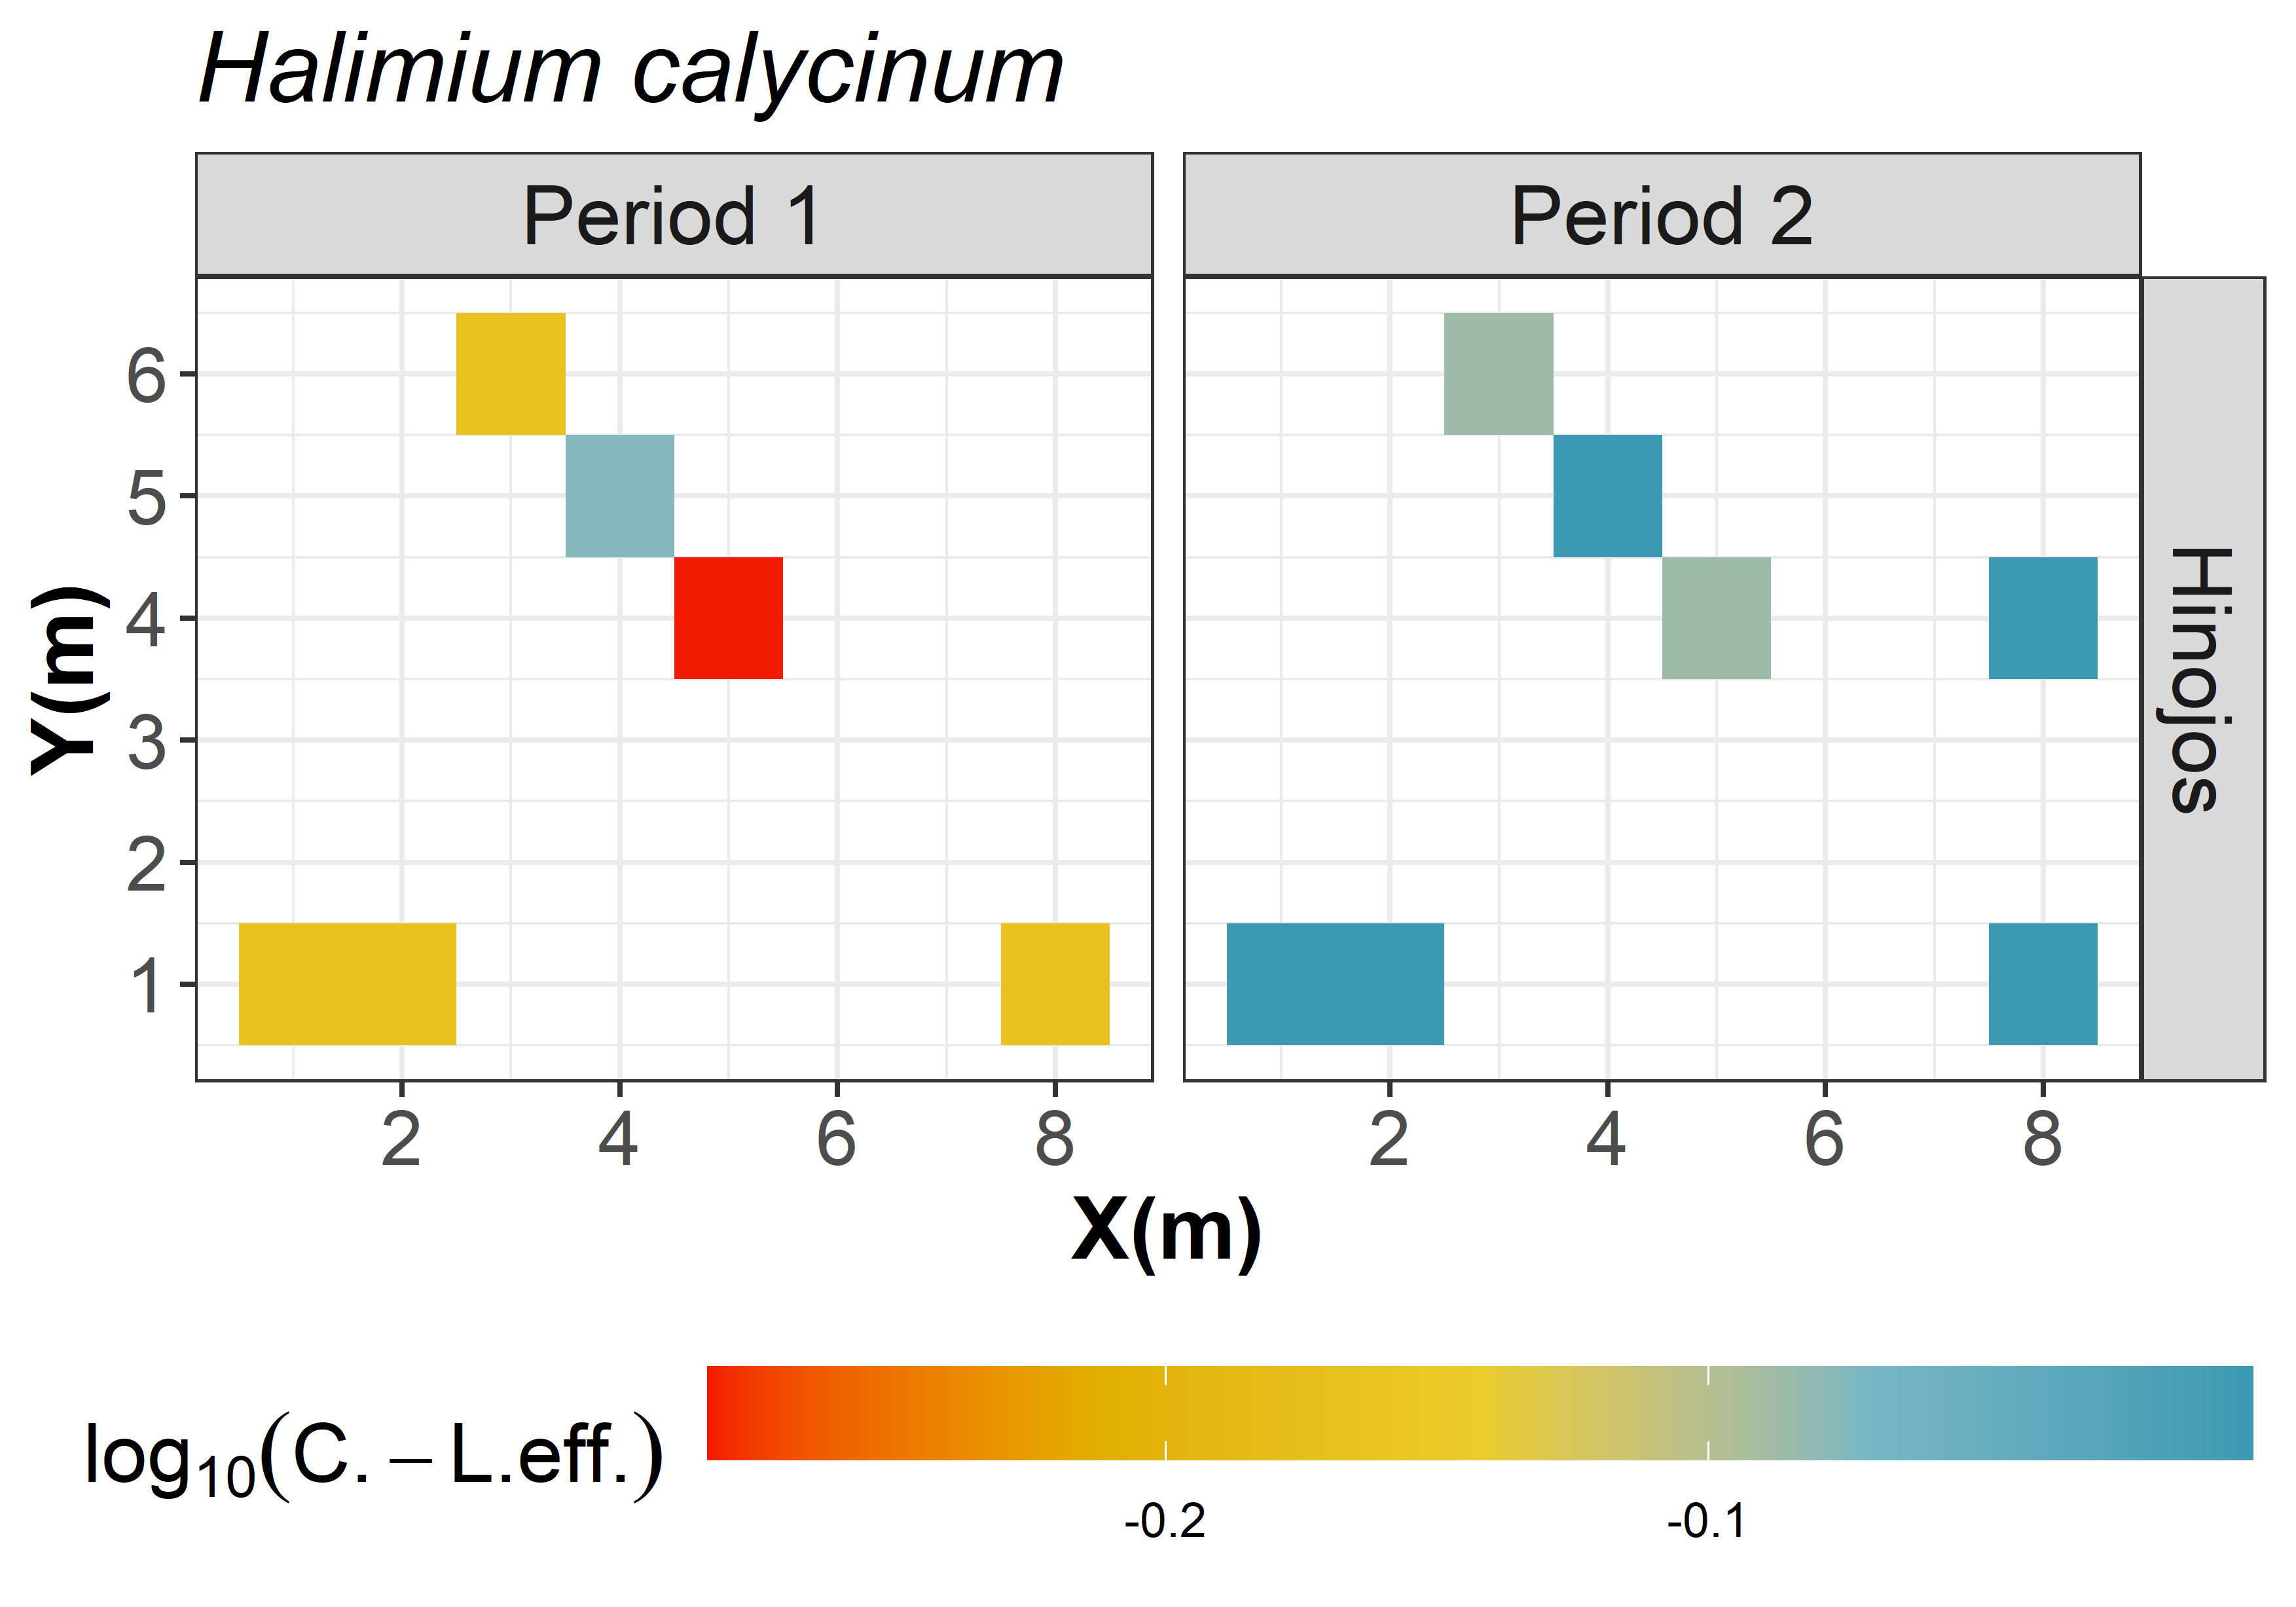 Halimium calycinum
Period 1
Period 2
Hinojos
Y(m)
6
5
4
3
2
1
2
4
6
8
2
4
6
8
X(m)
log₁₀(C. – L.eff.)
-0.2
-0.1